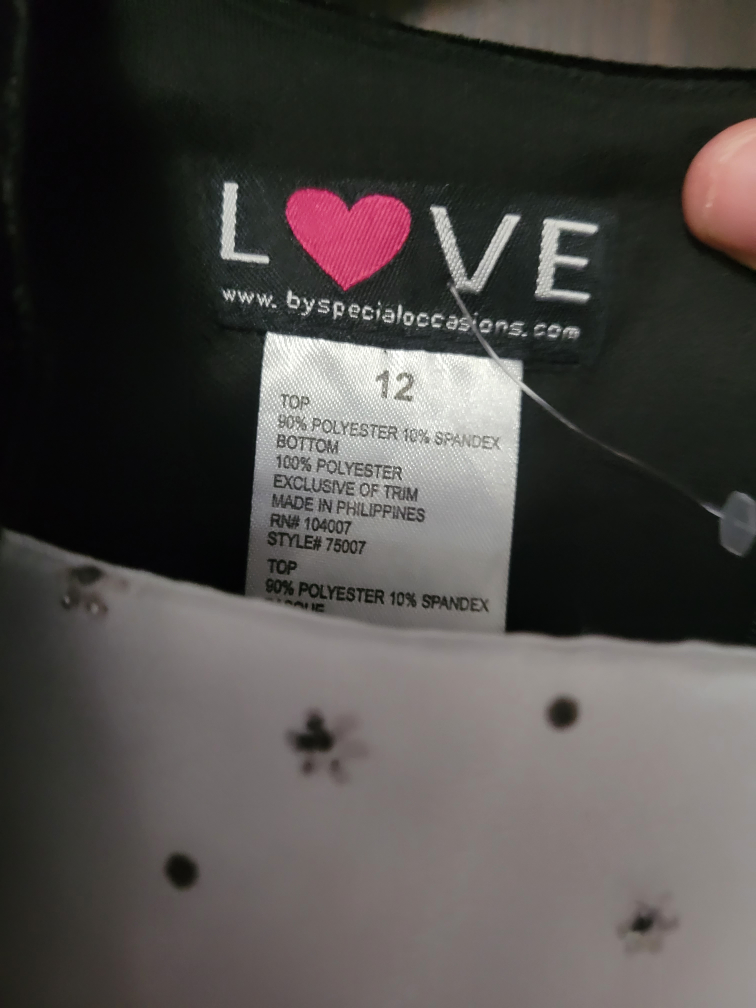 L♥VE
www.byspecialoccasions.com
12
TOP
90% POLYESTER 10% SPANDEX
BOTTOM
100% POLYESTER
EXCLUSIVE OF TRIM
MADE IN PHILIPPINES
RN# 104007
STYLE# 75007
TOP
90% POLYESTER 10% SPANDEX